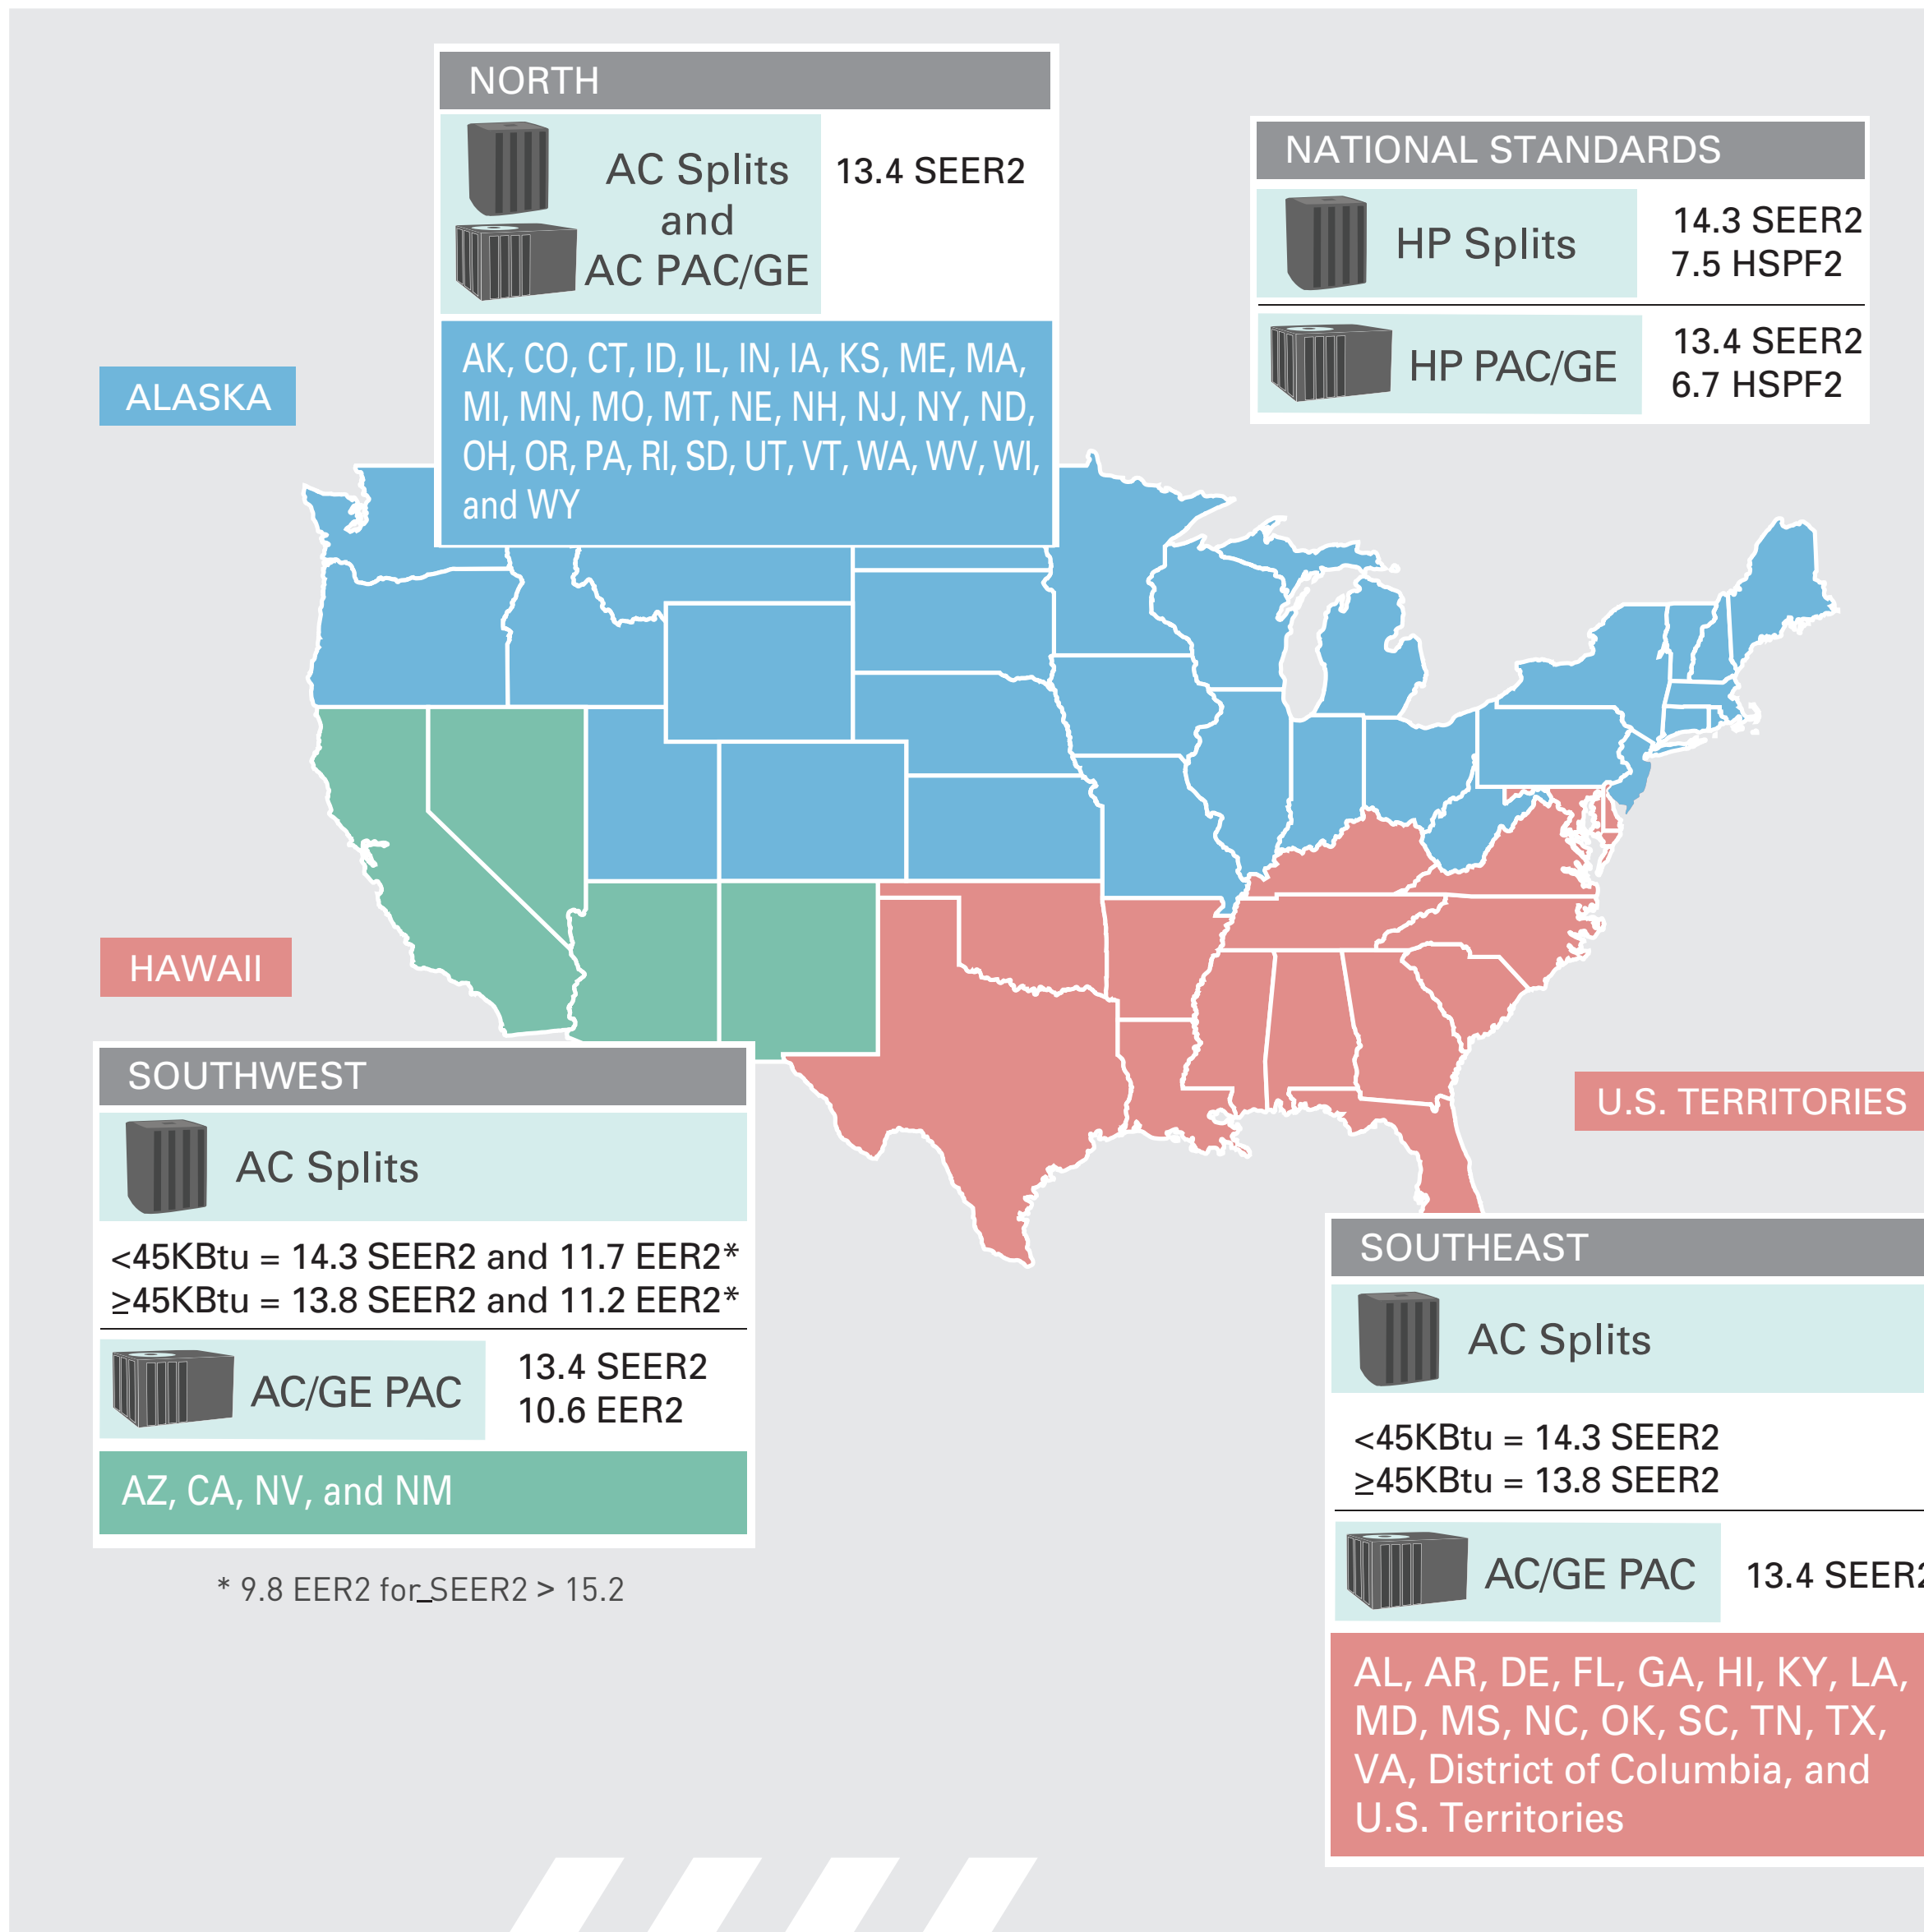 NORTH
AC Splits
and
AC PAC/GE
13.4 SEER2
AK, CO, CT, ID, IL, IN, IA, KS, ME, MA,
MI, MN, MO, MT, NE, NH, NJ, NY, ND,
OH, OR, PA, RI, SD, UT, VT, WA, WV, WI,
and WY
NATIONAL STANDARDS
HP Splits
14.3 SEER2
7.5 HSPF2
HP PAC/GE
13.4 SEER2
6.7 HSPF2
ALASKA
HAWAII
SOUTHWEST
AC Splits
<45KBtu = 14.3 SEER2 and 11.7 EER2*
≥45KBtu = 13.8 SEER2 and 11.2 EER2*
AC/GE PAC
13.4 SEER2
10.6 EER2
AZ, CA, NV, and NM
* 9.8 EER2 for_SEER2 > 15.2
U.S. TERRITORIES
SOUTHEAST
AC Splits
<45KBtu = 14.3 SEER2
≥45KBtu = 13.8 SEER2
AC/GE PAC
13.4 SEER2
AL, AR, DE, FL, GA, HI, KY, LA,
MD, MS, NC, OK, SC, TN, TX,
VA, District of Columbia, and
U.S. Territories